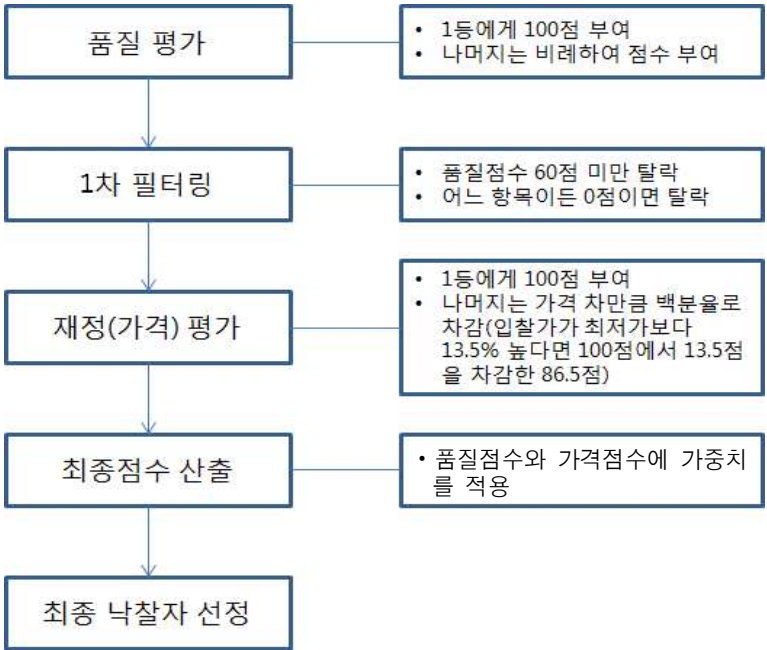 품질 평가
• 1등에게 100점 부여
• 나머지는 비례하여 점수 부여
1차 필터링
• 품질점수 60점 미만 탈락
• 어느 항목이든 0점이면 탈락
재정(가격) 평가
• 1등에게 100점 부여
• 나머지는 가격 차만큼 백분율로
차감(입찰가가 최저가보다
13.5% 높다면 100점에서 13.5점
을 차감한 86.5점)
최종점수 산출
• 품질점수와 가격점수에 가중치
를 적용
최종 낙찰자 선정